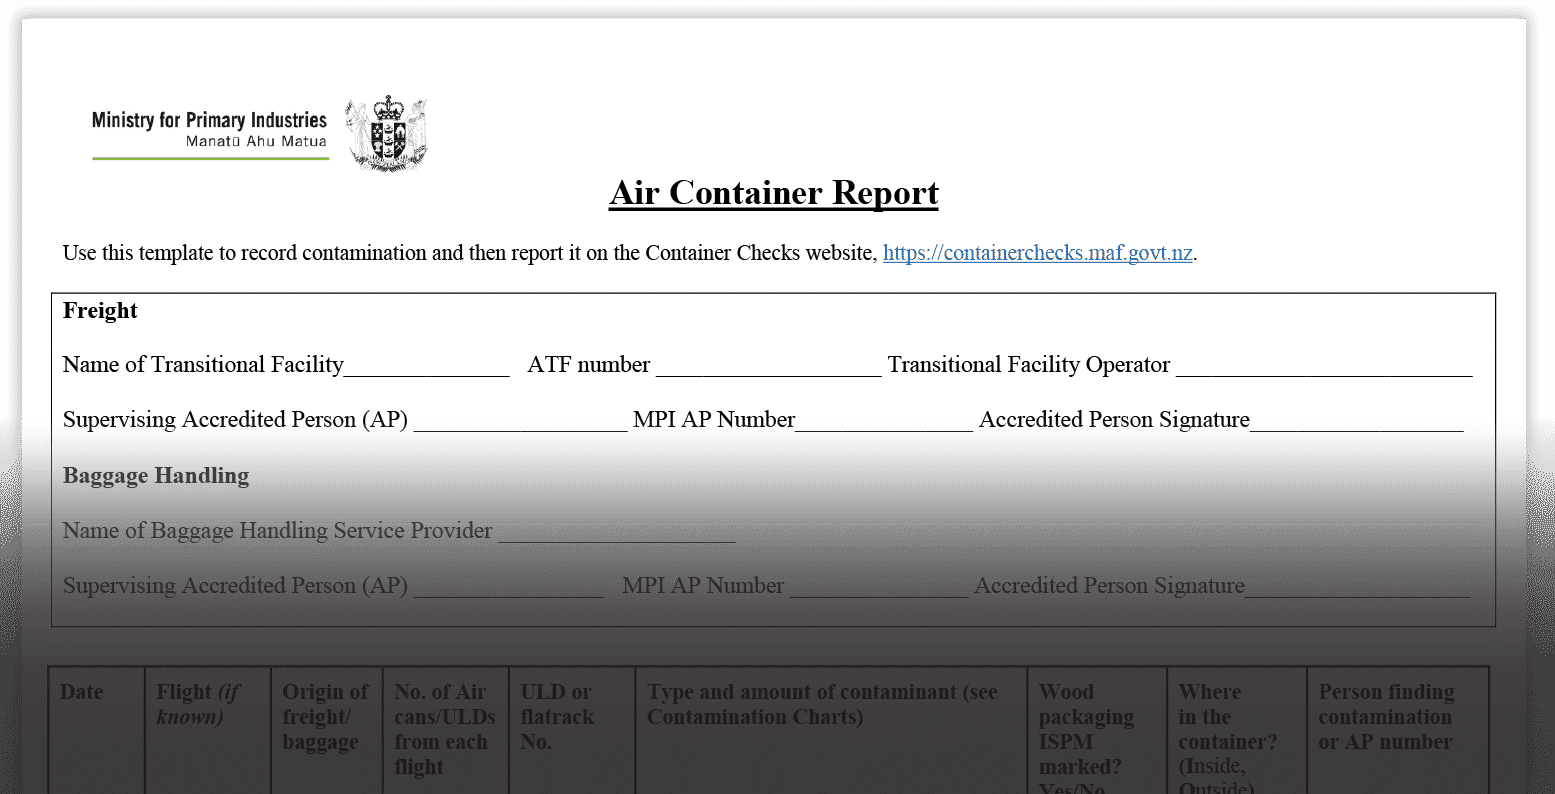 Ministry for Primary Industries
Manatū Ahu Matua
Air Container Report
Use this template to record contamination and then report it on the Container Checks website, https://containerchecks.maf.govt.nz.
Freight
Name of Transitional Facility______________ ATF number ___________________ Transitional Facility Operator _________________________
Supervising Accredited Person (AP) __________________ MPI AP Number_______________ Accredited Person Signature__________________
Baggage Handling
Name of Baggage Handling Service Provider ____________________
Supervising Accredited Person (AP) ________________ MPI AP Number _______________ Accredited Person Signature___________________
Date
Flight (if
known)
Origin of
freight/
baggage
No. of Air
cans/ULDs
from each
flight
ULD or
flatrack
No.
Type and amount of contaminant (see
Contamination Charts)
Wood
packaging
ISPM
marked?
Yes/No
Where
in the
container?
(Inside,
Outside)
Person finding
contamination
or AP number